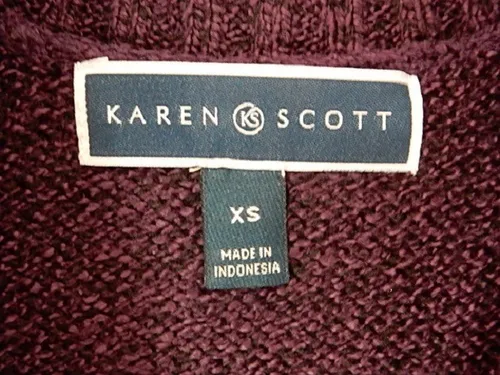 KAREN KS SCOTT
XS
MADE IN
INDONESIA